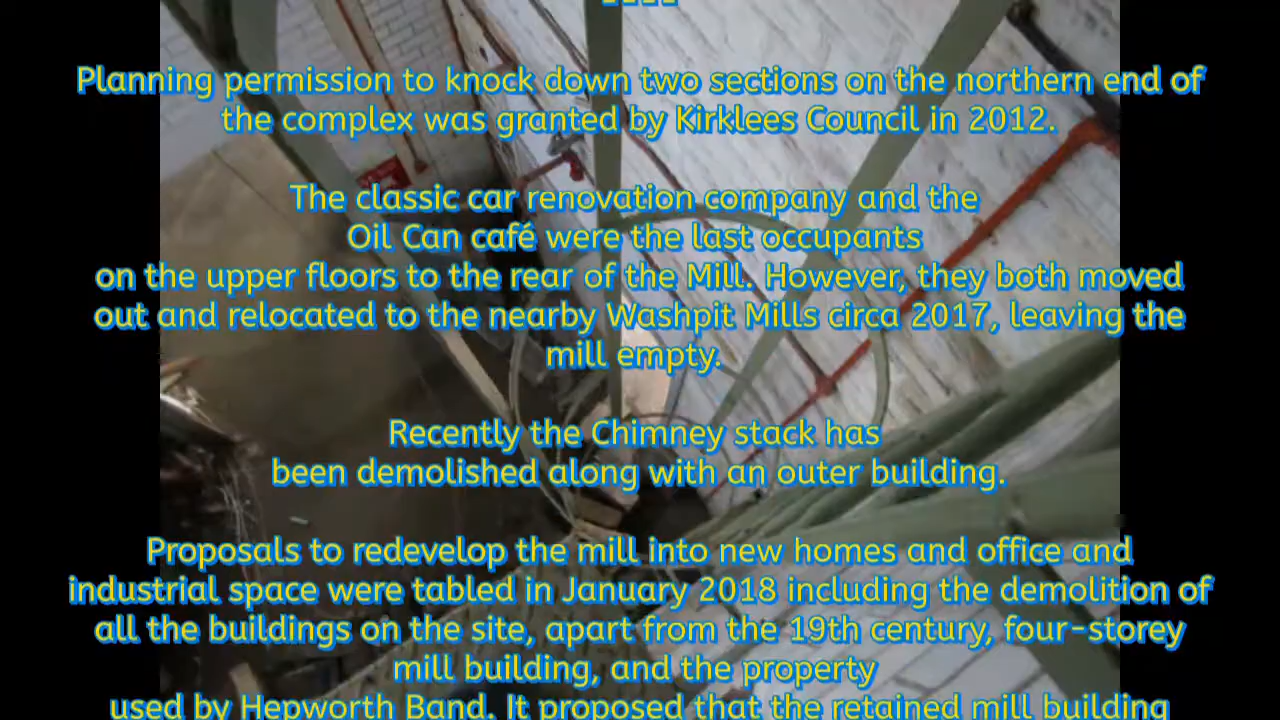 Planning permission to knock down two sections on the northern end of
the complex was granted by Kirklees Council in 2012.
The classic car renovation company and the
Oil Can café were the last occupants
on the upper floors to the rear of the Mill. However, they both moved
out and relocated to the nearby Washpit Mills circa 2017, leaving the
mill empty.
Recently the Chimney stack has
been demolished along with an outer building.
Proposals to redevelop the mill into new homes and office and
industrial space were tabled in January 2018 including the demolition of
all the buildings on the site, apart from the 19th century, four-storey
mill building, and the property
used by Hepworth Band. It proposed that the retained mill building